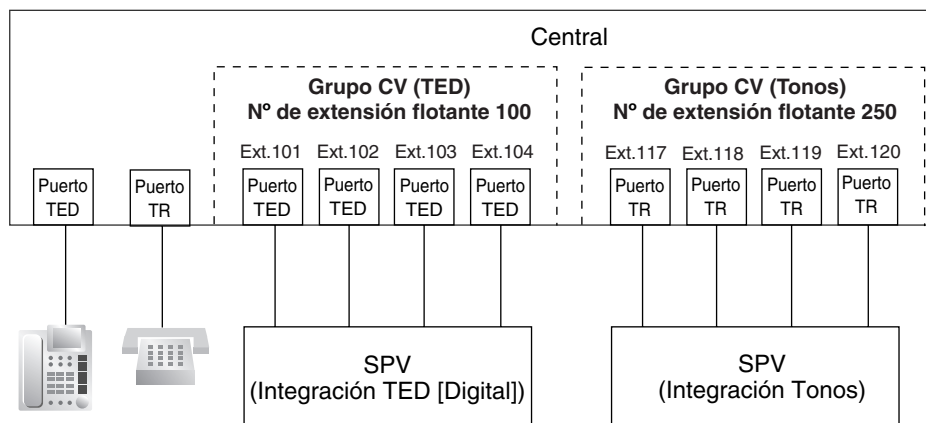 Central
Grupo CV (TED)
Nº de extensión flotante 100
Grupo CV (Tonos)
Nº de extensión flotante 250
Ext.101 Ext.102 Ext.103 Ext.104
Ext.117 Ext.118 Ext.119 Ext.120
Puerto
TED
Puerto
TR
Puerto
TED
Puerto
TED
Puerto
TED
Puerto
TED
Puerto
TR
Puerto
TR
Puerto
TR
Puerto
TR
SPV
(Integración TED [Digital])
SPV
(Integración Tonos)